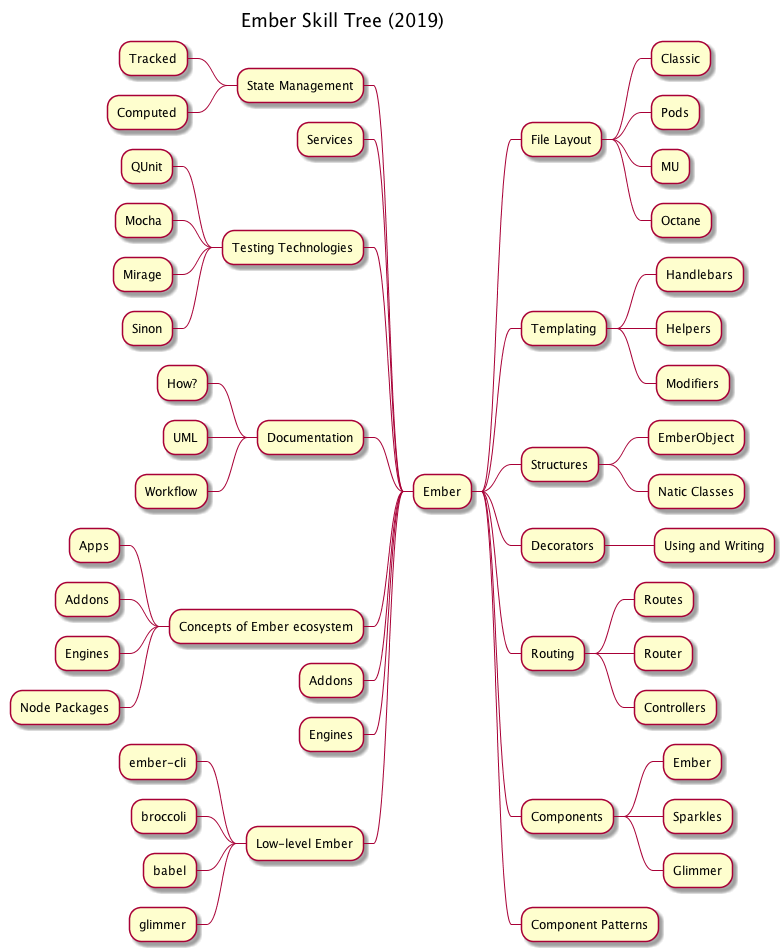 Ember Skill Tree (2019)
Tracked
Computed
State Management
Services
QUnit
Mocha
Mirage
Sinon
Testing Technologies
How?
UML
Workflow
Documentation
Apps
Addons
Engines
Node Packages
Concepts of Ember ecosystem
Addons
Engines
ember-cli
broccoli
babel
glimmer
Low-level Ember
Ember
File Layout
Classic
Pods
MU
Octane
Templating
Handlebars
Helpers
Modifiers
Structures
EmberObject
Natic Classes
Decorators
Using and Writing
Routing
Routes
Router
Controllers
Components
Ember
Sparkles
Glimmer
Component Patterns